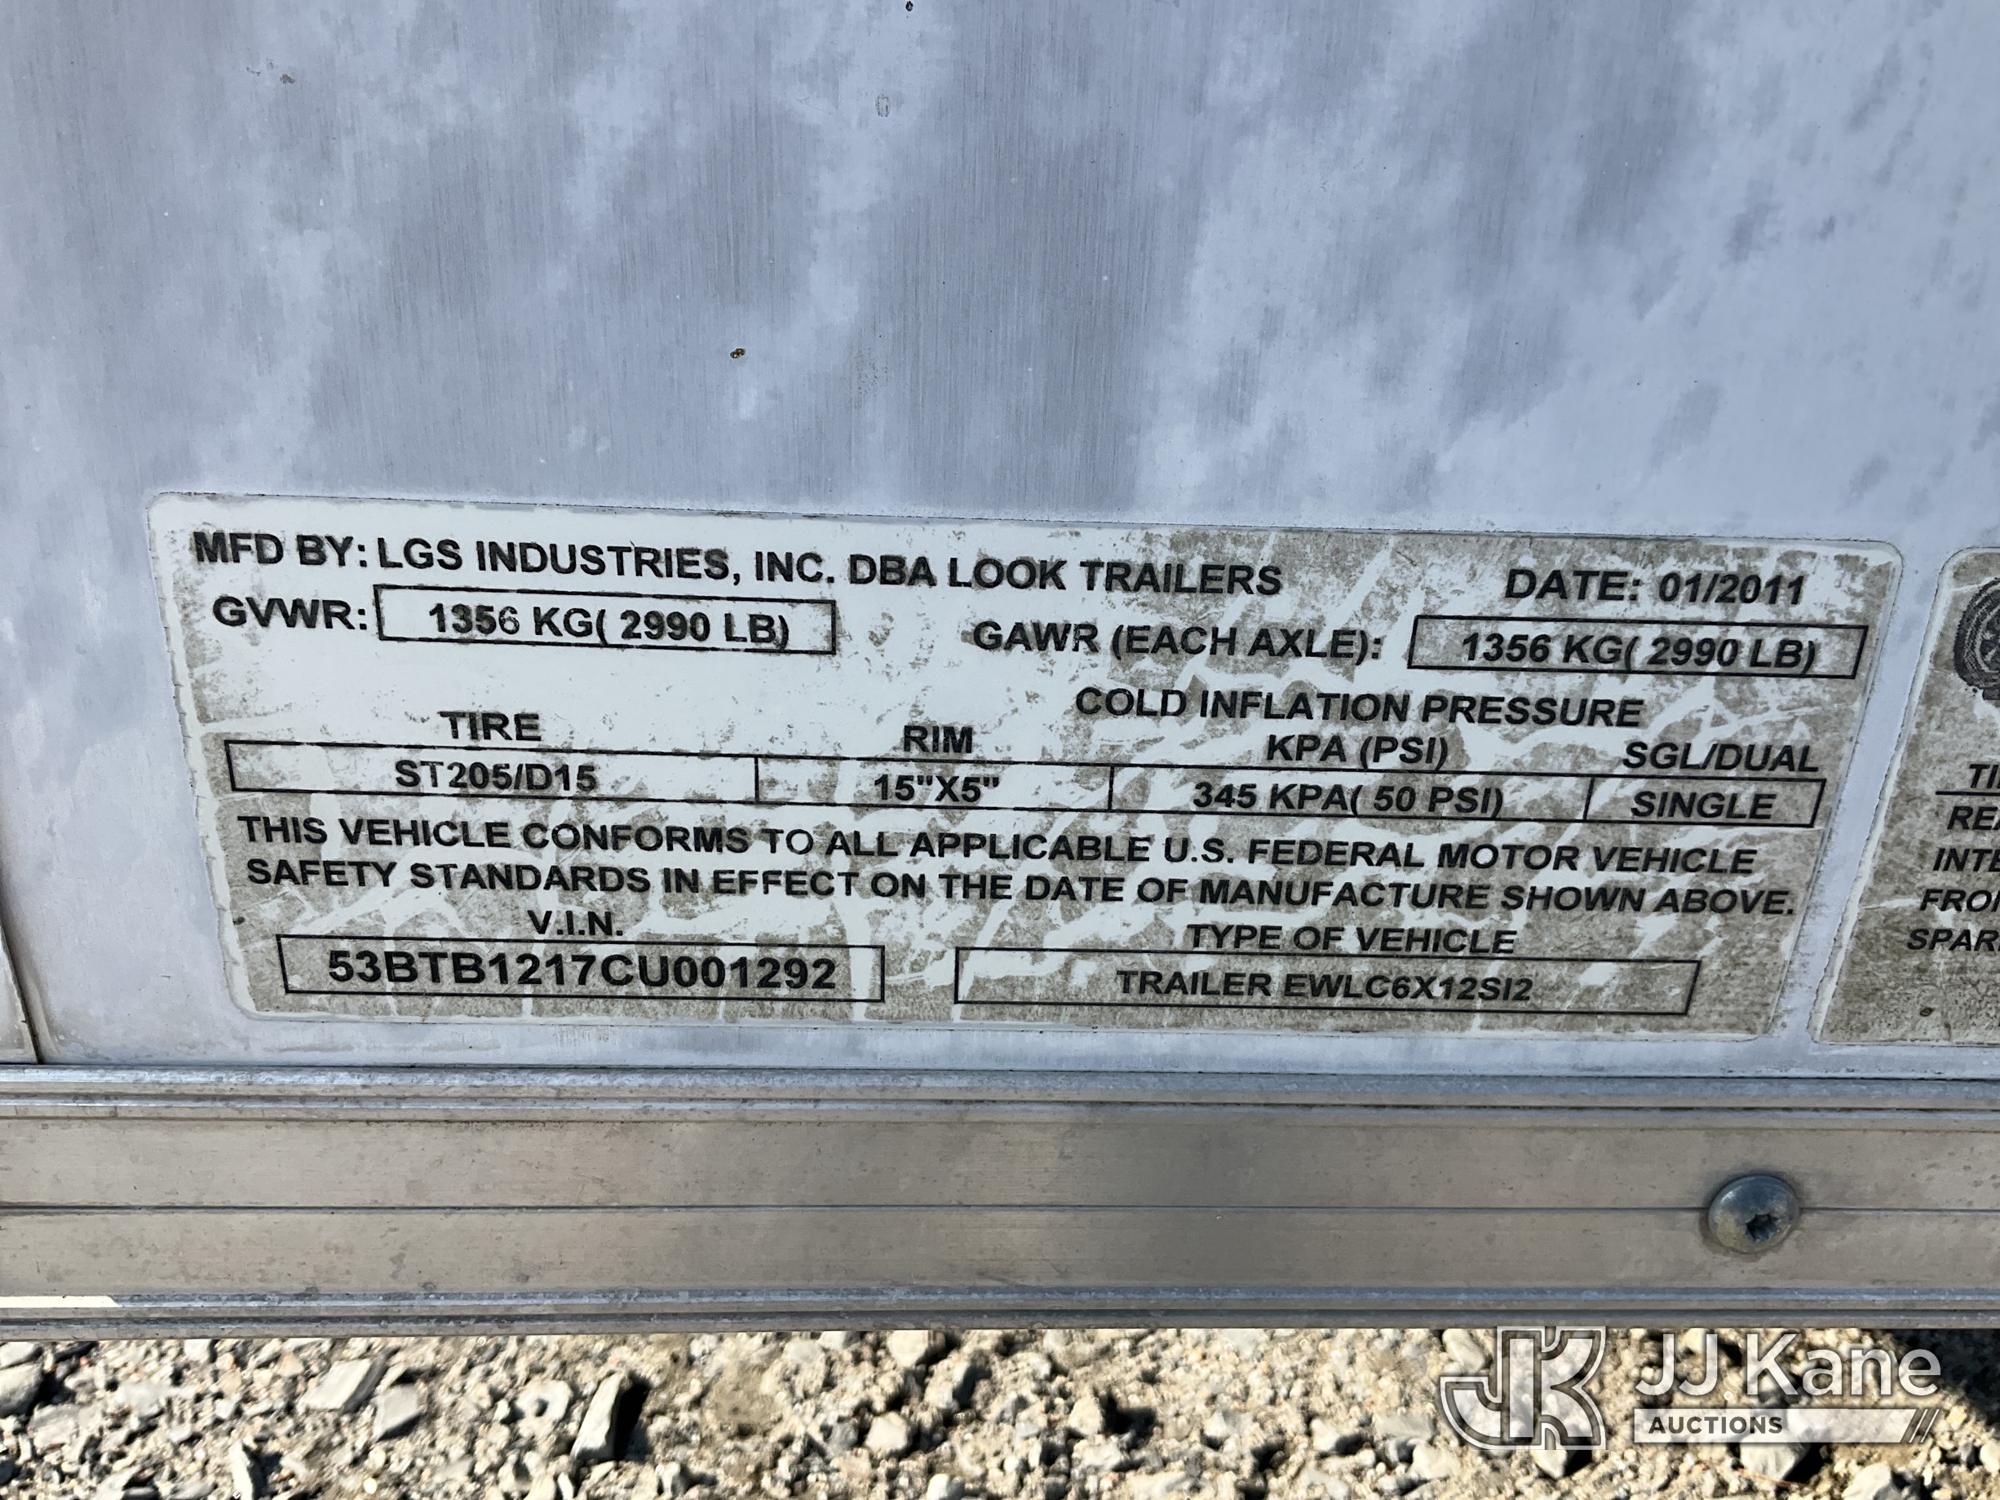 MFD BY: LGS INDUSTRIES, INC. DBA LOOK TRAILERS DATE: 01/2011
GVWR: 1356 KG( 2990 LB) GAWR (EACH AXLE): 1356 KG( 2990 LB)
COLD INFLATION PRESSURE
TIRE RIM KPA (PSI) SGL/DUAL
ST205/D15 15"X5" 345 KPA( 50 PSI) SINGLE
THIS VEHICLE CONFORMS TO ALL APPLICABLE U.S. FEDERAL MOTOR VEHICLE
SAFETY STANDARDS IN EFFECT ON THE DATE OF MANUFACTURE SHOWN ABOVE.
V.I.N. TYPE OF VEHICLE
53BTB1217CU001292 TRAILER EWLC6X12SI2
JJ Kane
AUCTIONS